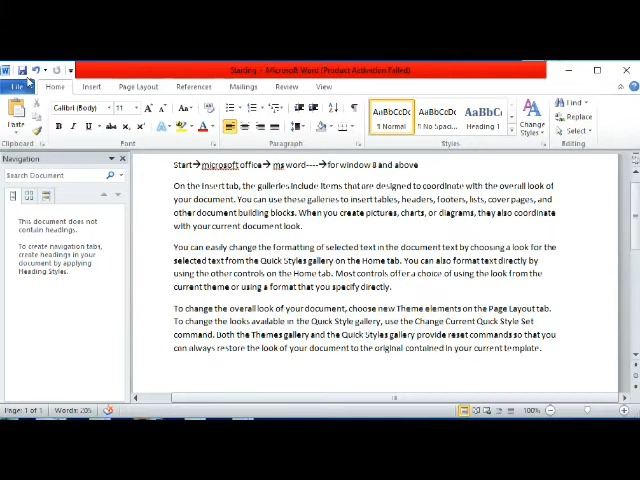 Starting - Microsoft Word (Product Activation Failed)
File Home Insert Page Layout References Mailings Review View
Calibri (Body) 11
Paste
Clipboard Font Paragraph Styles Editing
AaBbCcDd AaBbCcDd AaBbC
¶ Normal ¶ No Spac... Heading 1
Change Styles
Find
Replace
Select
Navigation
Search Document
This document does not
contain headings.
To create navigation tabs,
create headings in your
document by applying
Heading Styles.
Start→microsoft office→ ms word----→for window 8 and above
On the Insert tab, the galleries include items that are designed to coordinate with the overall look of
your document. You can use these galleries to insert tables, headers, footers, lists, cover pages, and
other document building blocks. When you create pictures, charts, or diagrams, they also coordinate
with your current document look.
You can easily change the formatting of selected text in the document text by choosing a look for the
selected text from the Quick Styles gallery on the Home tab. You can also format text directly by
using the other controls on the Home tab. Most controls offer a choice of using the look from the
current theme or using a format that you specify directly.
To change the overall look of your document, choose new Theme elements on the Page Layout tab.
To change the looks available in the Quick Style gallery, use the Change Current Quick Style Set
command. Both the Themes gallery and the Quick Styles gallery provide reset commands so that you
can always restore the look of your document to the original contained in your current template.
Page: 1 of 1 Words: 205 100%